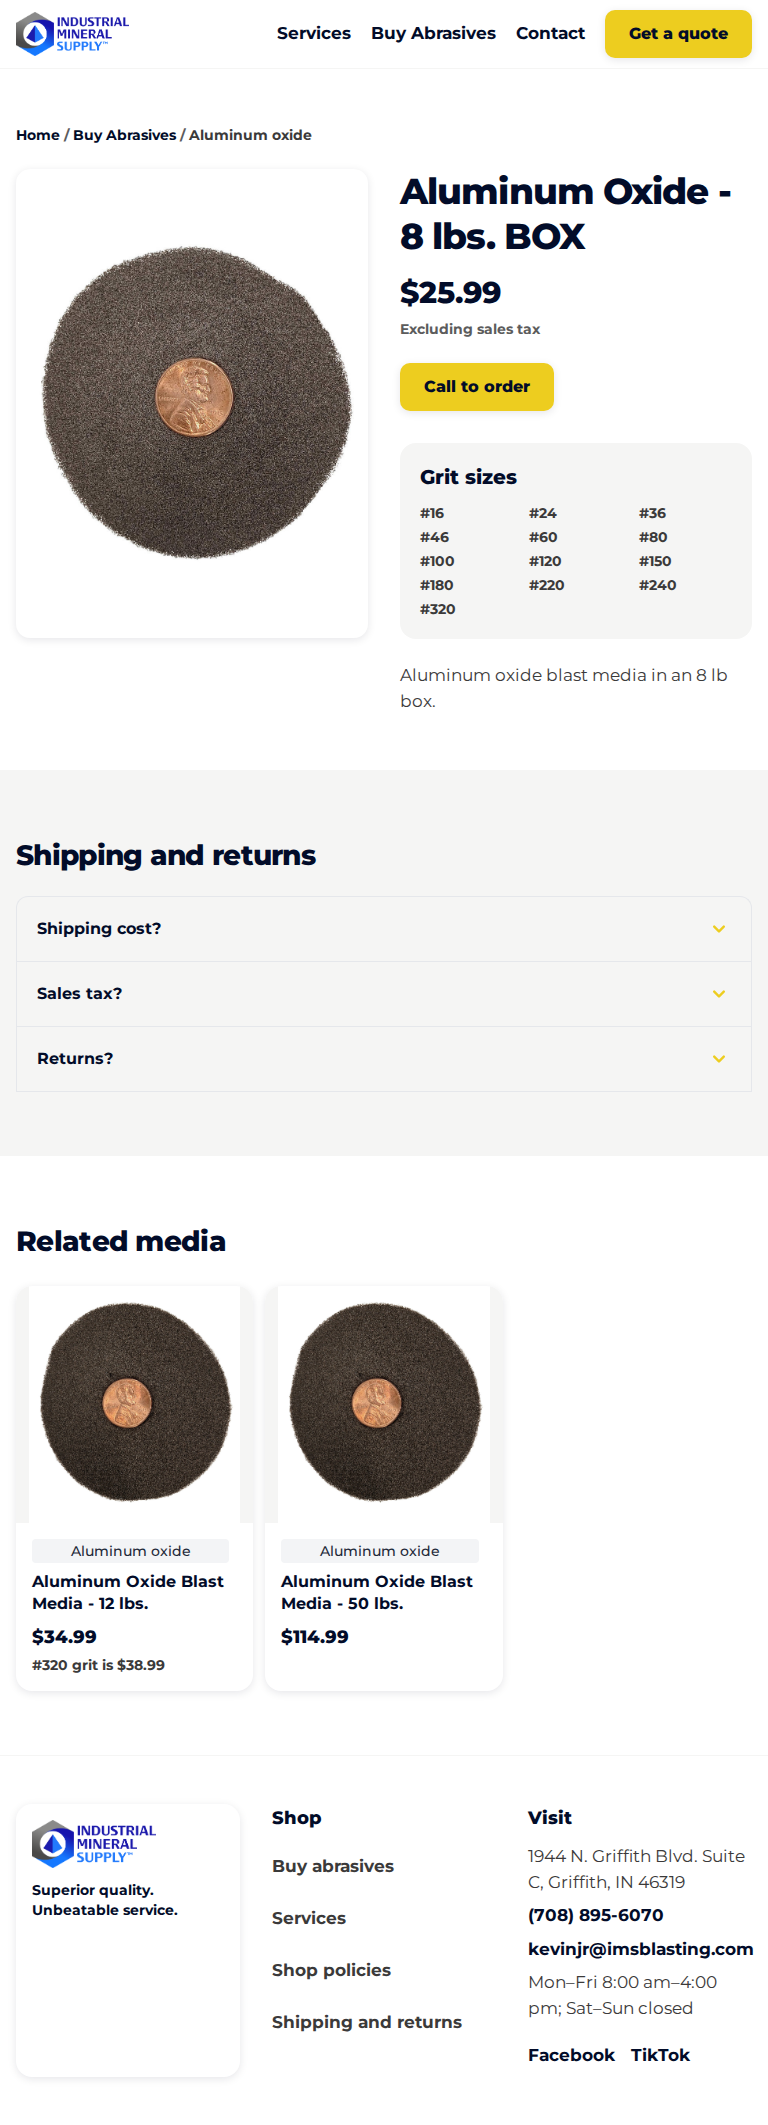 INDUSTRIAL
MINERAL
SUPPLY™
Services
Buy Abrasives
Contact
Get a quote
Home / Buy Abrasives / Aluminum oxide
Aluminum Oxide -
8 lbs. BOX
$25.99
Excluding sales tax
Call to order
Grit sizes
#16 #24 #36
#46 #60 #80
#100 #120 #150
#180 #220 #240
#320
Aluminum oxide blast media in an 8 lb
box.
Shipping and returns
Shipping cost?
Sales tax?
Returns?
Related media
Aluminum oxide
Aluminum Oxide Blast
Media - 12 lbs.
$34.99
#320 grit is $38.99
Aluminum oxide
Aluminum Oxide Blast
Media - 50 lbs.
$114.99
INDUSTRIAL
MINERAL
SUPPLY™
Superior quality.
Unbeatable service.
Shop
Buy abrasives
Services
Shop policies
Shipping and returns
Visit
1944 N. Griffith Blvd. Suite
C, Griffith, IN 46319
(708) 895-6070
kevinjr@imsblasting.com
Mon–Fri 8:00 am–4:00
pm; Sat–Sun closed
Facebook TikTok